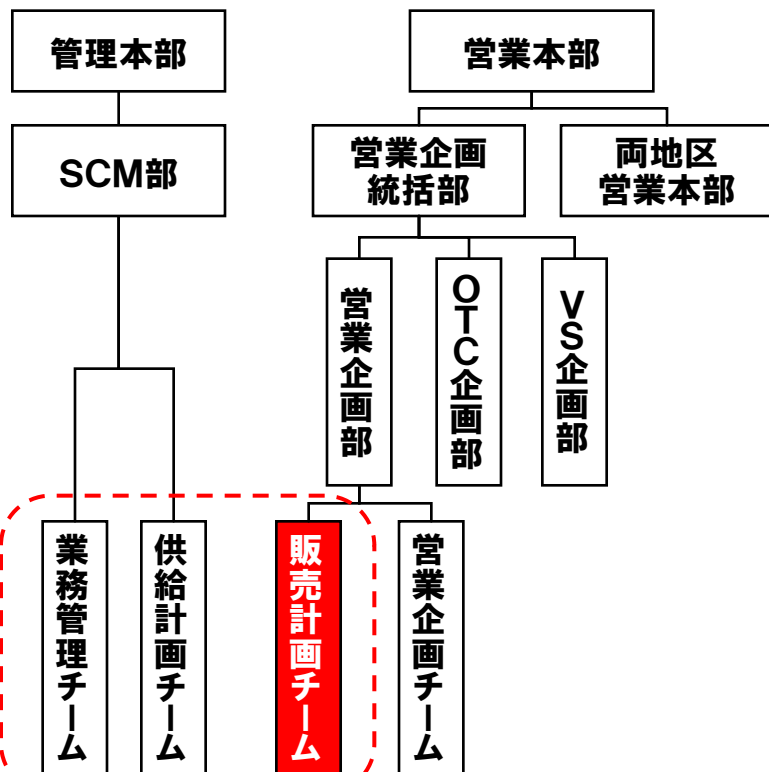 管理本部
営業本部
SCM部
営業企画
統括部
両地区
営業本部
営業企画部
OTC企画部
VS企画部
業務管理チーム
供給計画チーム
販売計画チーム
営業企画チーム